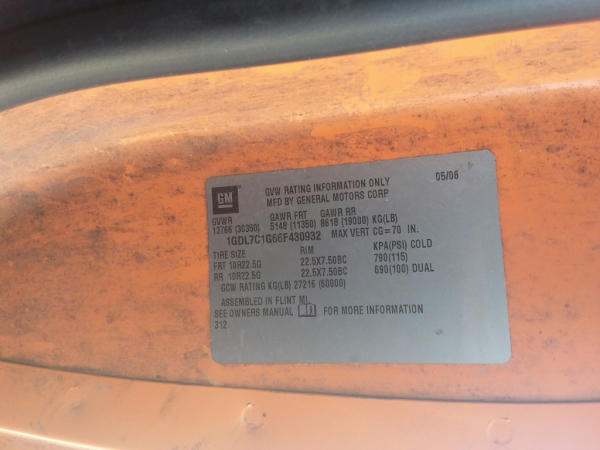 GM
GVW RATING INFORMATION ONLY 05/06
MFD BY GENERAL MOTORS CORP
GVWR GAWR FRT GAWR RR
13766 (30350) 5148 (11350) 8618 (19000) KG(LB)
1GDL7C1G66F430932 MAX VERT CG=70 IN.
TIRE SIZE RIM KPA(PSI) COLD
FRT 10R22.5G 22.5X7.50BC 790(115)
RR 10R22.5G 22.5X7.50BC 690(100) DUAL
GCW RATING KG(LB) 27216 (60000)
ASSEMBLED IN FLINT MI
SEE OWNERS MANUAL FOR MORE INFORMATION
312